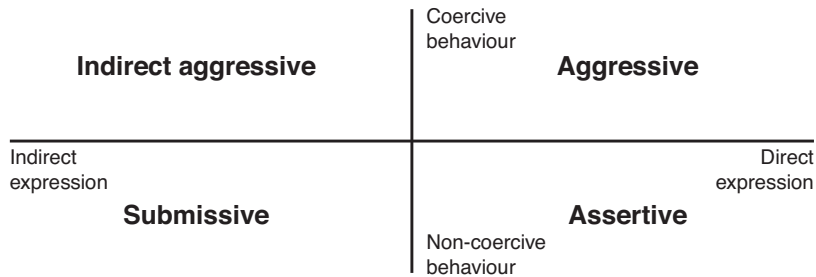 Coercive
behaviour
Indirect aggressive
Aggressive
Indirect
expression
Direct
expression
Submissive
Assertive
Non-coercive
behaviour